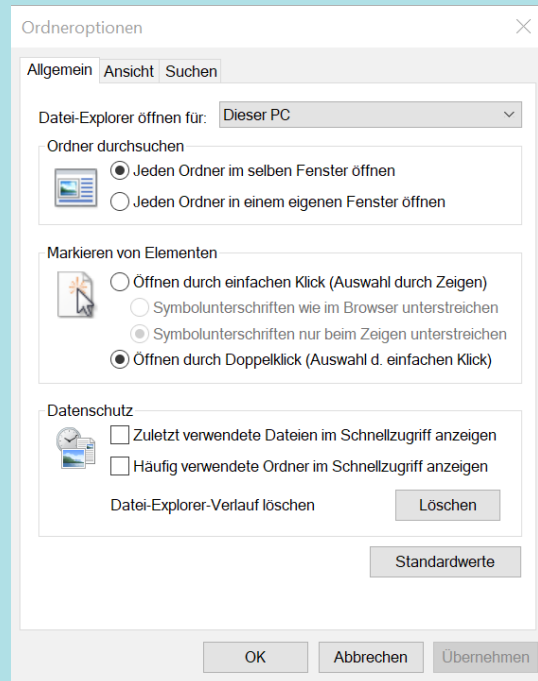 Ordneroptionen
Allgemein Ansicht Suchen
Datei-Explorer öffnen für: Dieser PC
Ordner durchsuchen
Jeden Ordner im selben Fenster öffnen
Jeden Ordner in einem eigenen Fenster öffnen
Markieren von Elementen
Öffnen durch einfachen Klick (Auswahl durch Zeigen)
Symbolunterschriften wie im Browser unterstreichen
Symbolunterschriften nur beim Zeigen unterstreichen
Öffnen durch Doppelklick (Auswahl d. einfachen Klick)
Datenschutz
Zuletzt verwendete Dateien im Schnellzugriff anzeigen
Häufig verwendete Ordner im Schnellzugriff anzeigen
Datei-Explorer-Verlauf löschen Löschen
Standardwerte
OK Abbrechen Übernehmen